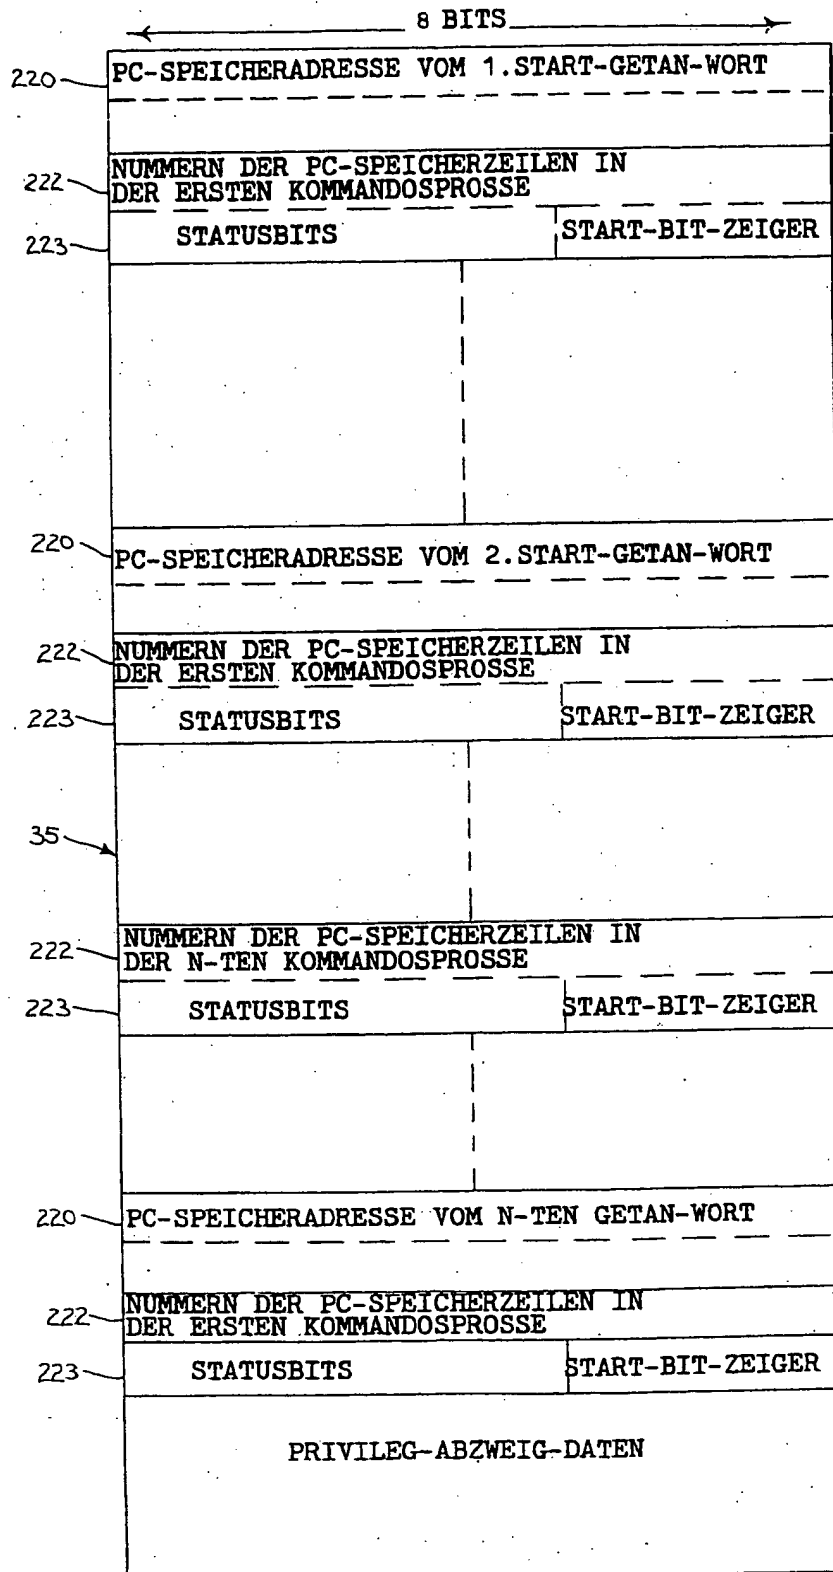 8 BITS
220
PC-SPEICHERADRESSE VOM 1.START-GETAN-WORT
222
NUMMERN DER PC-SPEICHERZEILEN IN
DER ERSTEN KOMMANDOSPROSSE
223
STATUSBITS START-BIT-ZEIGER
220
PC-SPEICHERADRESSE VOM 2.START-GETAN-WORT
222
NUMMERN DER PC-SPEICHERZEILEN IN
DER ERSTEN KOMMANDOSPROSSE
223
STATUSBITS START-BIT-ZEIGER
35
222
NUMMERN DER PC-SPEICHERZEILEN IN
DER N-TEN KOMMANDOSPROSSE
223
STATUSBITS START-BIT-ZEIGER
220
PC-SPEICHERADRESSE VOM N-TEN GETAN-WORT
222
NUMMERN DER PC-SPEICHERZEILEN IN
DER ERSTEN KOMMANDOSPROSSE
223
STATUSBITS START-BIT-ZEIGER
PRIVILEG-ABZWEIG-DATEN